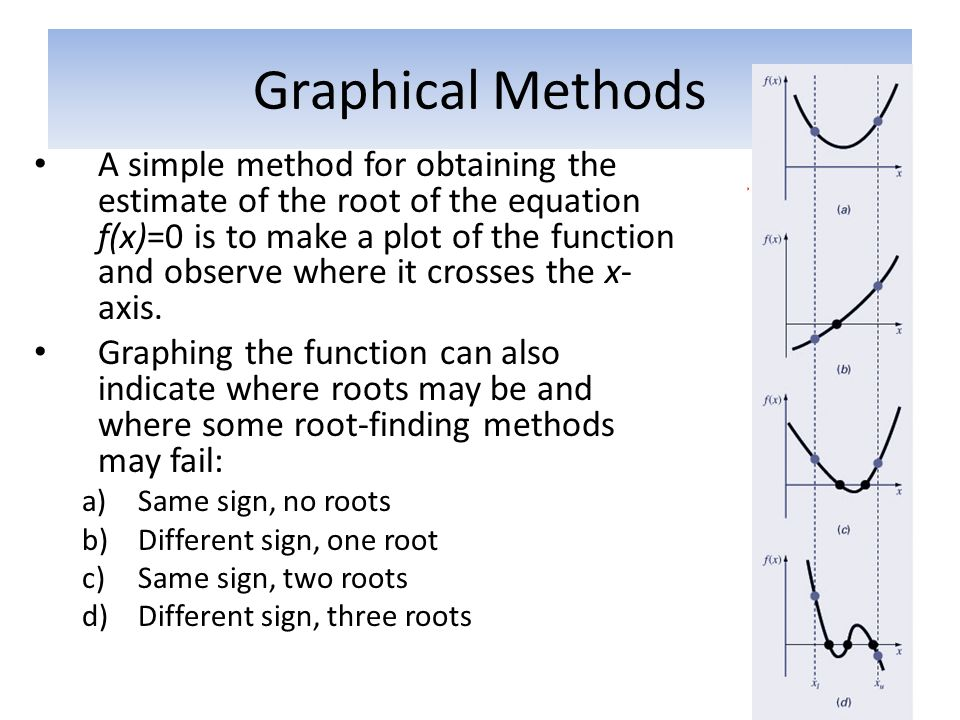 Graphical Methods
• A simple method for obtaining the
estimate of the root of the equation
f(x)=0 is to make a plot of the function
and observe where it crosses the x-
axis.
• Graphing the function can also
indicate where roots may be and
where some root-finding methods
may fail:
a) Same sign, no roots
b) Different sign, one root
c) Same sign, two roots
d) Different sign, three roots
f(x)
x
(a)
f(x)
x
(b)
f(x)
x
(c)
f(x)
x
xl xu
(d)